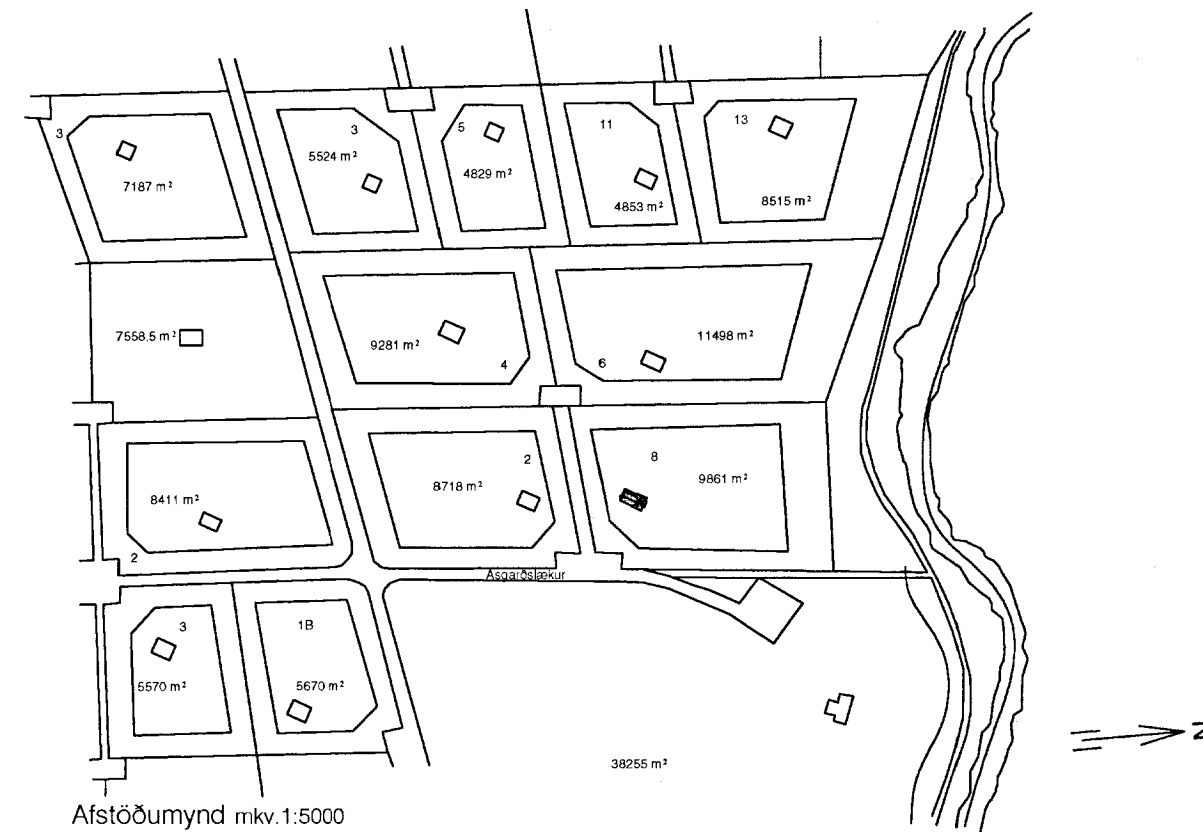 3
7187 m²
3
5524 m²
5
4829 m²
11
4853 m²
13
8515 m²
7558,5 m²
9281 m²
4
11498 m²
6
8411 m²
2
8718 m²
2
8
9861 m²
Ásgarðslækur
3
5570 m²
1B
5670 m²
38255 m²
Z
Afstöðumynd mkv.1:5000